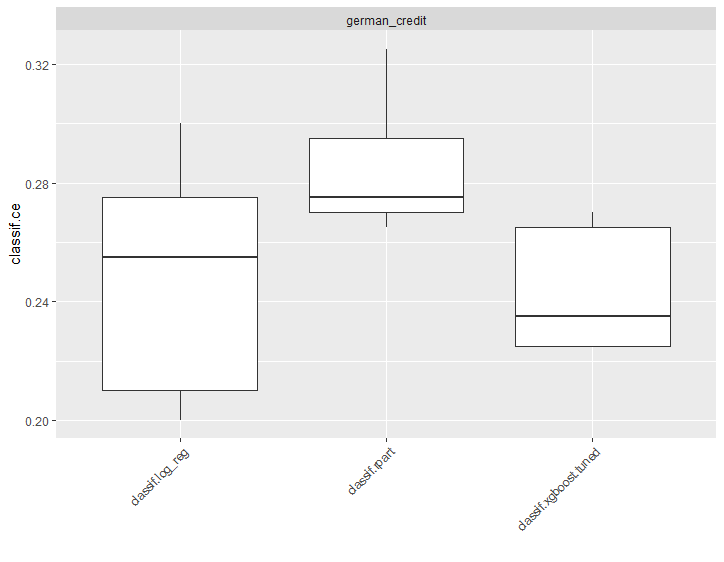 german_credit
classif.ce
0.32
0.28
0.24
0.20
classif.log_reg
classif.rpart
classif.xgboost.tuned